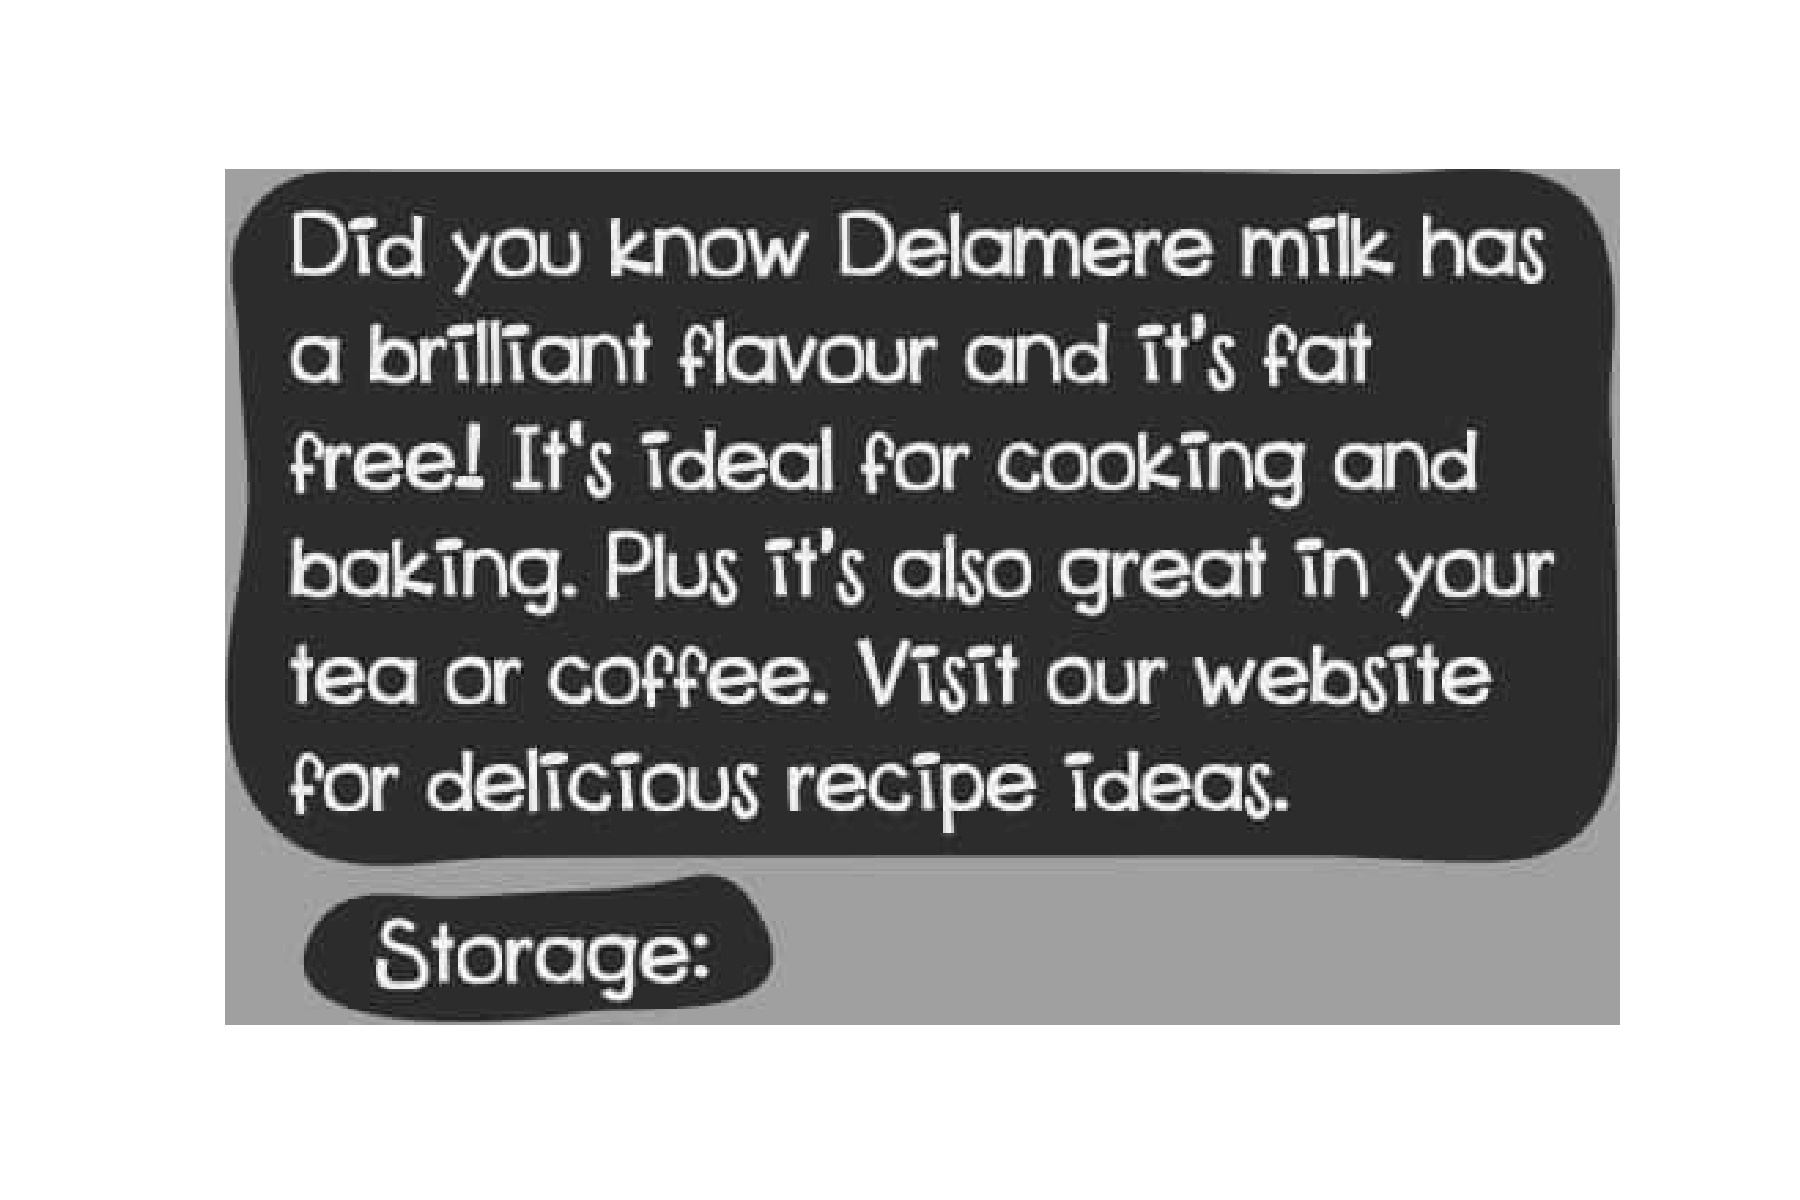 Did you know Delamere milk has
a brilliant flavour and it's fat
free! It's ideal for cooking and
baking. Plus it's also great in your
tea or coffee. Visit our website
for delicious recipe ideas.
Storage: